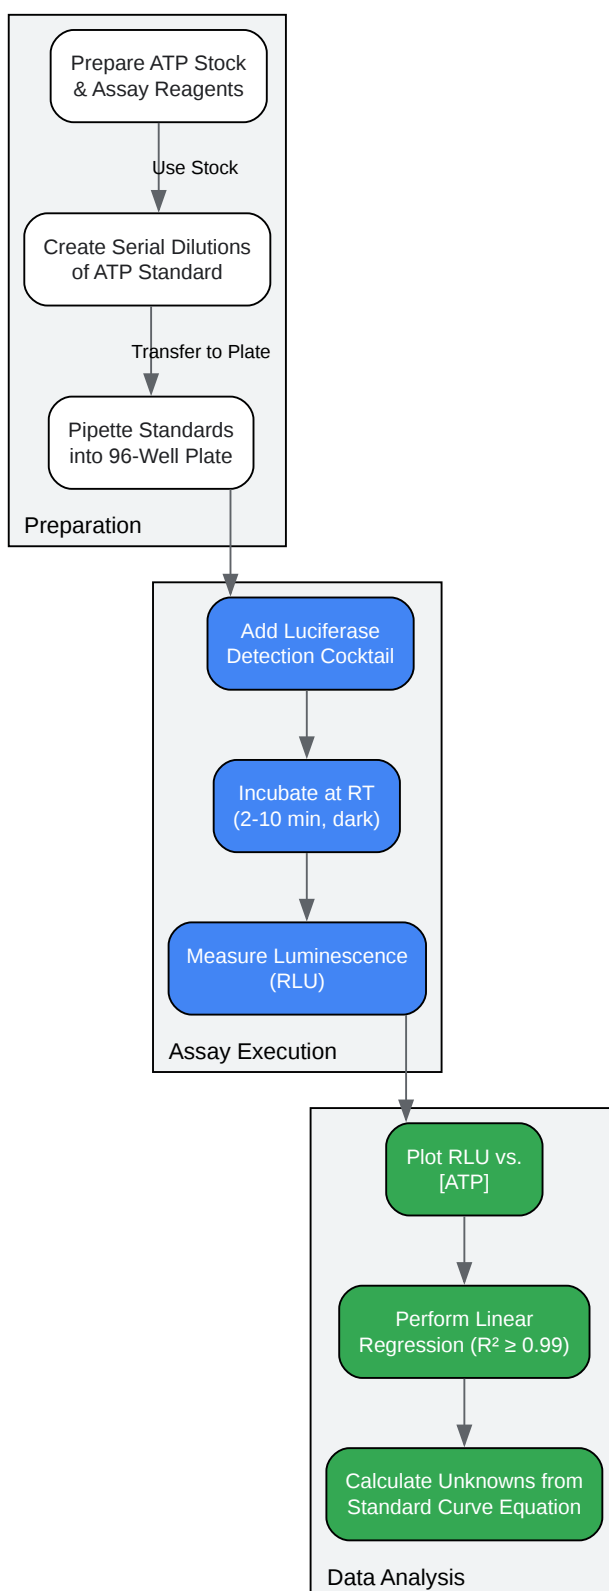 Prepare ATP Stock
& Assay Reagents
Use Stock
Create Serial Dilutions
of ATP Standard
Transfer to Plate
Pipette Standards
into 96-Well Plate
Preparation
Add Luciferase
Detection Cocktail
Incubate at RT
(2-10 min, dark)
Measure Luminescence
(RLU)
Assay Execution
Plot RLU vs.
[ATP]
Perform Linear
Regression (R² ≥ 0.99)
Calculate Unknowns from
Standard Curve Equation
Data Analysis